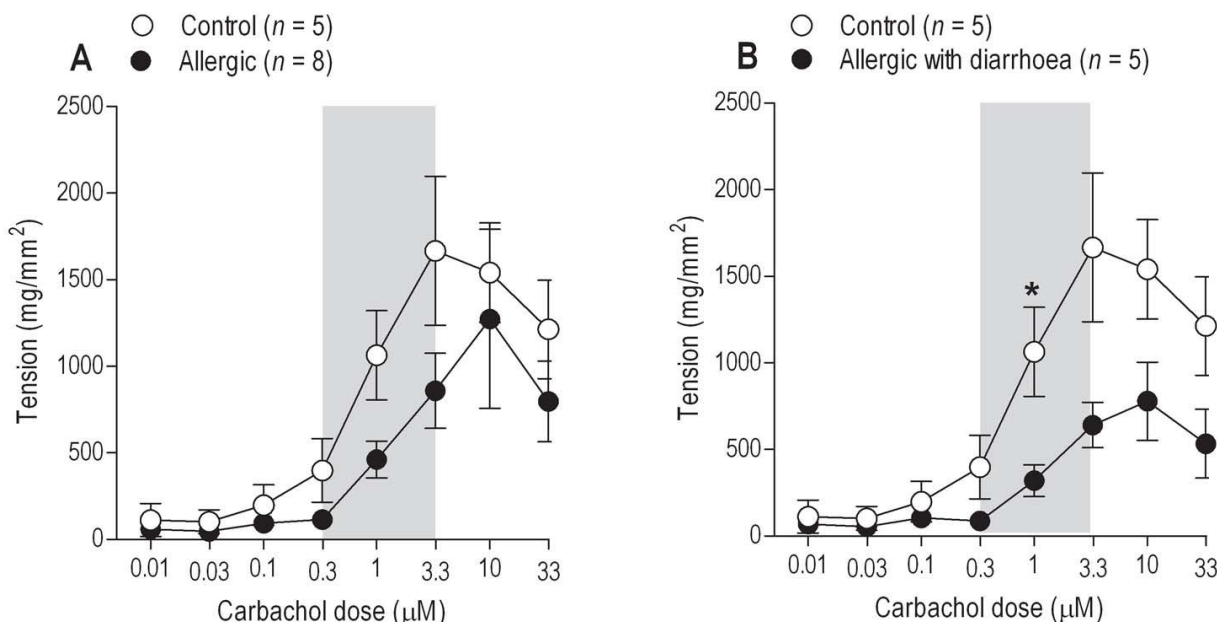 Control (n = 5)
A Allergic (n = 8)
2500
2000
1500
1000
500
0
Tension (mg/mm²)
0.01 0.03 0.1 0.3 1 3.3 10 33
Carbachol dose (µM)
Control (n = 5)
B Allergic with diarrhoea (n = 5)
2500
2000
1500
1000
500
0
Tension (mg/mm²)
*
0.01 0.03 0.1 0.3 1 3.3 10 33
Carbachol dose (µM)